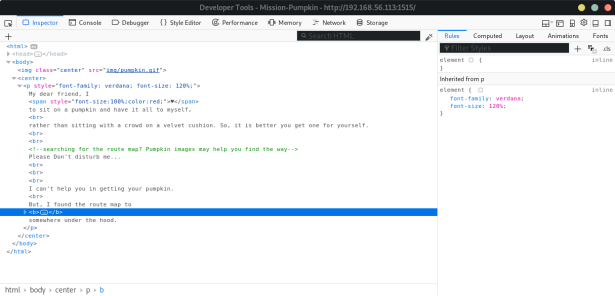 Developer Tools - Mission-Pumpkin - http://192.168.56.113:1515/
Inspector Console Debugger Style Editor Performance Memory Network Storage
+ Search HTML
<html>
<head></head>
<body>
<img class="center" src="img/pumpkin.gif">
<center>
<p style="font-family: verdana; font-size: 120%;">
My dear friend, I
<span style="font-size:100%;color:red;">♥</span>
to sit on a pumpkin and have it all to myself,
<br>
rather than sitting with a crowd on a velvet cushion. So, it is better you get one for yourself.
<br>
<br>
<!--searching for the route map? Pumpkin images may help you find the way-->
Please Don't disturb me...
<br>
<br>
<br>
I can't help you in getting your pumpkin.
<br>
But, I found the route map to
<b></b>
somewhere under the hood.
</p>
</center>
</body>
</html>
html › body › center › p › b
Rules Computed Layout Animations Fonts
Filter Styles + .cls
element { inline
}
Inherited from p
element { inline
font-family: verdana;
font-size: 120%;
}